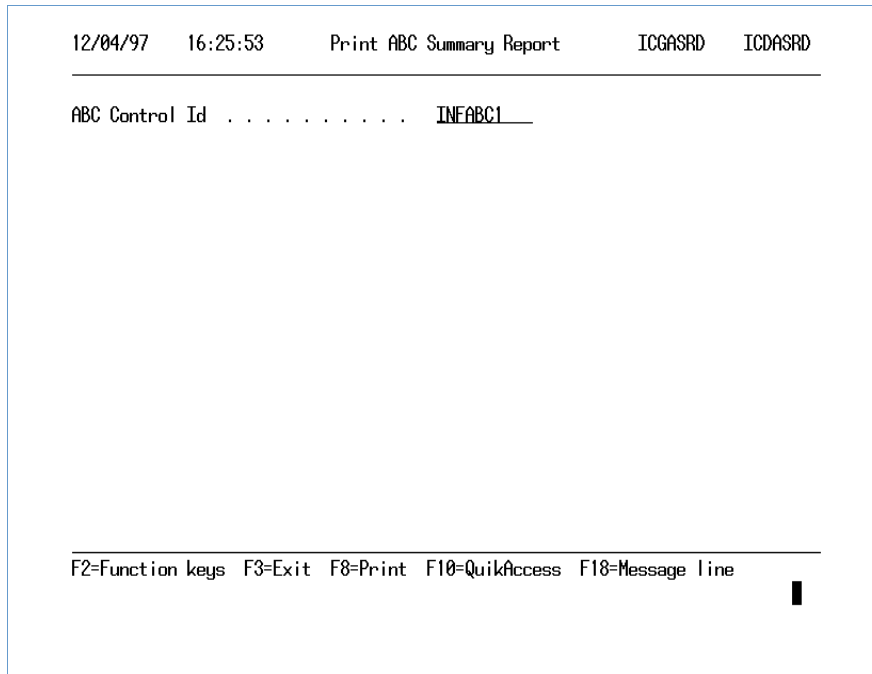 12/04/97 16:25:53 Print ABC Summary Report ICGASRD ICDASRD
ABC Control Id . . . . . . . . . . INFABC1
F2=Function keys F3=Exit F8=Print F10=QuikAccess F18=Message line